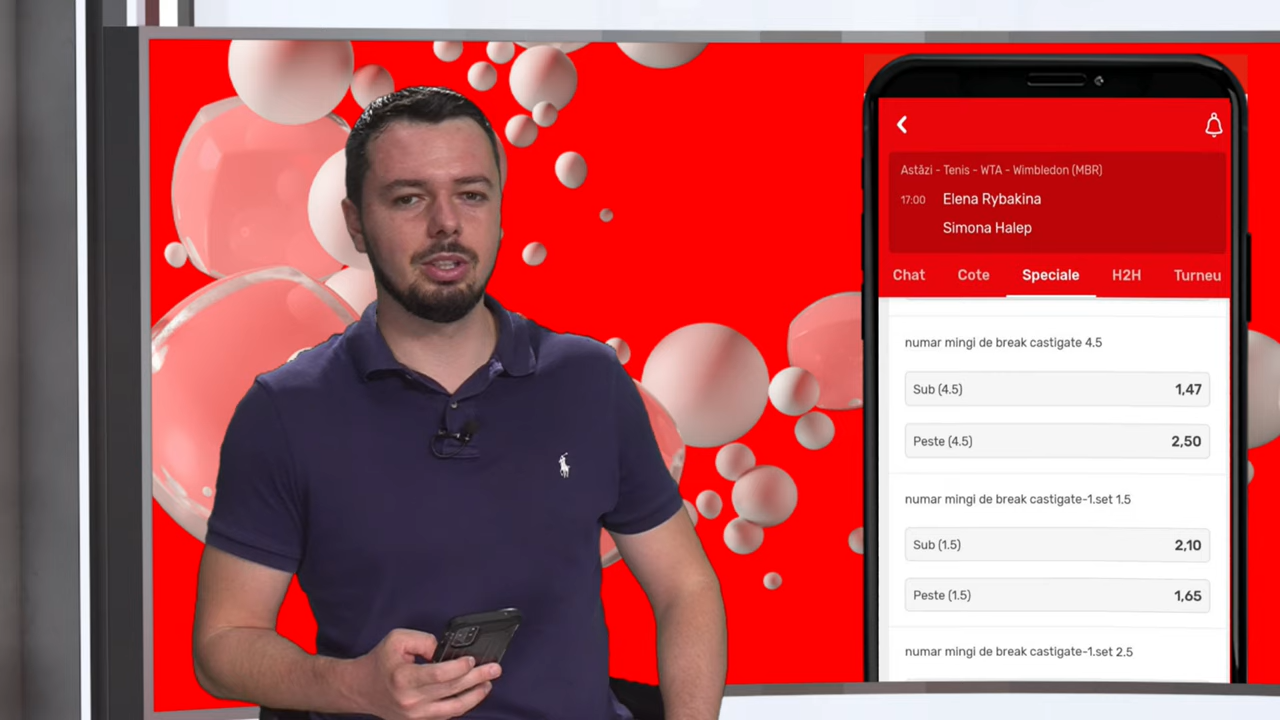 Astăzi - Tenis - WTA - Wimbledon (MBR)
17:00 Elena Rybakina
Simona Halep
Chat Cote Speciale H2H Turneu
numar mingi de break castigate 4.5
Sub (4.5) 1,47
Peste (4.5) 2,50
numar mingi de break castigate-1.set 1.5
Sub (1.5) 2,10
Peste (1.5) 1,65
numar mingi de break castigate-1.set 2.5